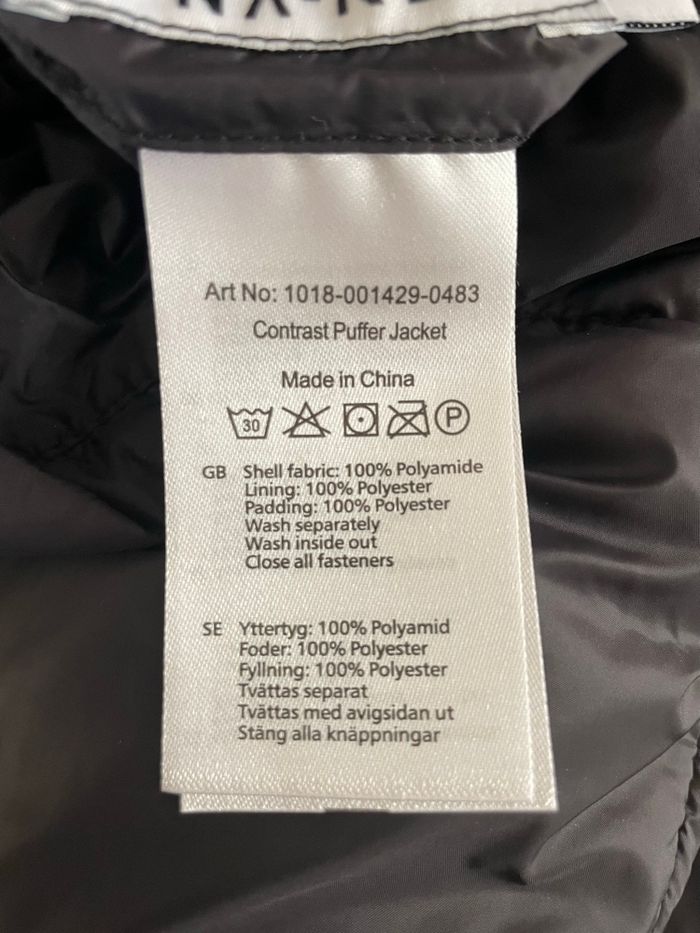 Art No: 1018-001429-0483
Contrast Puffer Jacket
Made in China
30 P
GB Shell fabric: 100% Polyamide
Lining: 100% Polyester
Padding: 100% Polyester
Wash separately
Wash inside out
Close all fasteners
SE Yttertyg: 100% Polyamid
Foder: 100% Polyester
Fyllning: 100% Polyester
Tvättas separat
Tvättas med avigsidan ut
Stäng alla knäppningar